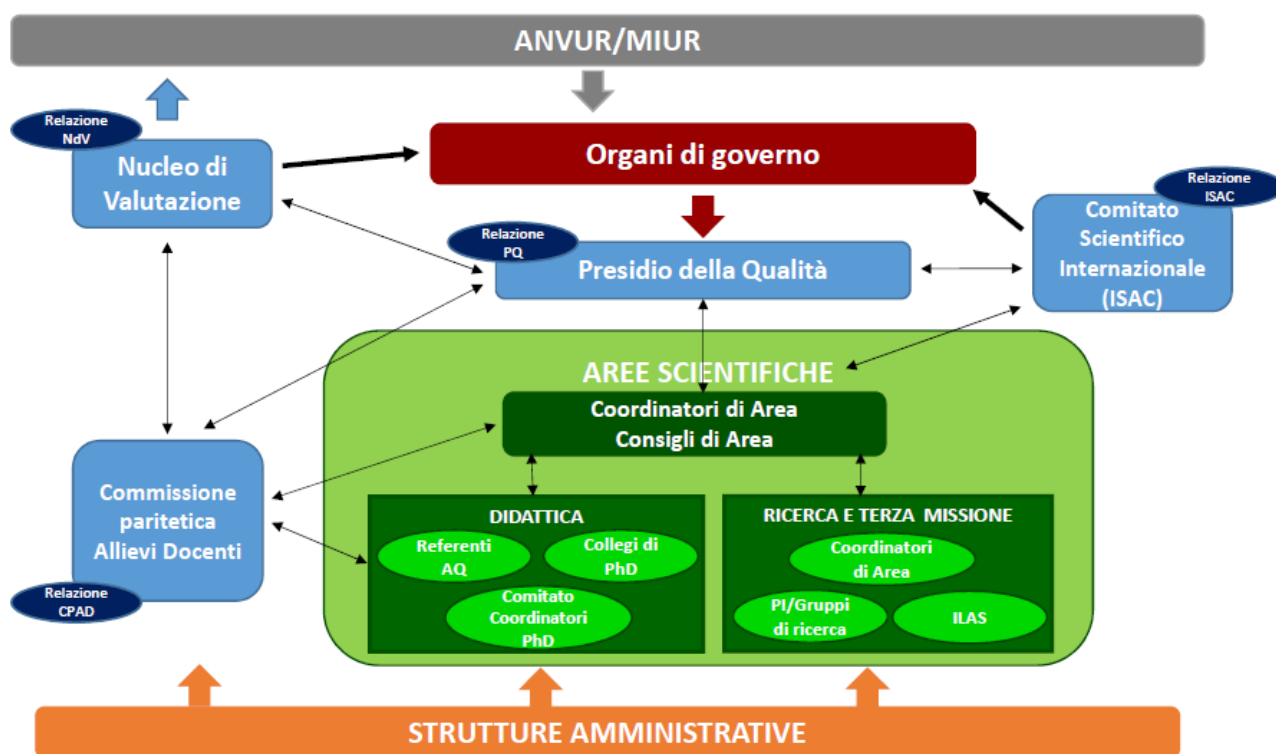 ANVUR/MIUR
Relazione
NdV
Nucleo di
Valutazione
Organi di governo
Relazione
ISAC
Comitato
Scientifico
Internazionale
(ISAC)
Relazione
PQ
Presidio della Qualità
AREE SCIENTIFICHE
Coordinatori di Area
Consigli di Area
Commissione
paritetica
Allievi Docenti
Relazione
CPAD
DIDATTICA
Referenti
AQ
Collegi di
PhD
Comitato
Coordinatori
PhD
RICERCA E TERZA MISSIONE
Coordinatori
di Area
PI/Gruppi
di ricerca
ILAS
STRUTTURE AMMINISTRATIVE